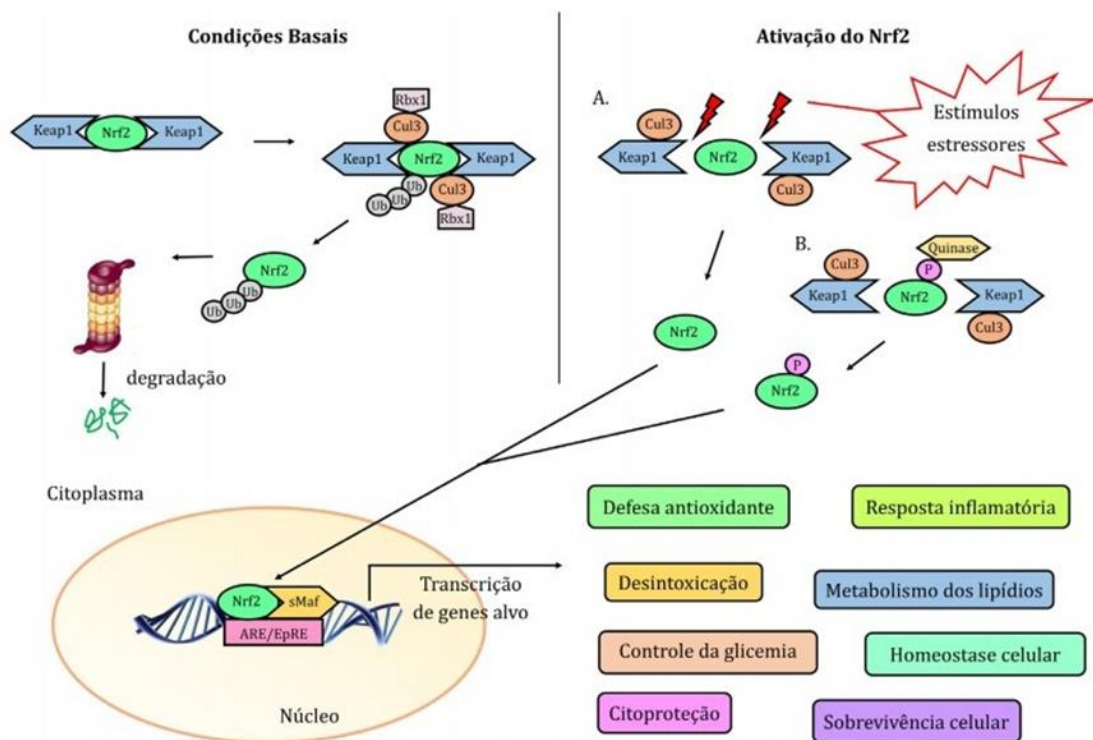 Condições Basais
Keap1
Nrf2
Keap1
Rbx1
Cul3
Keap1
Nrf2
Keap1
Ub
Ub
Ub
Cul3
Rbx1
Nrf2
Ub
Ub
Ub
degradação
Ativação do Nrf2
A.
Cul3
Keap1
Nrf2
Keap1
Cul3
Estímulos
estressores
B.
Quinase
P
Cul3
Keap1
Nrf2
Keap1
Cul3
Nrf2
P
Nrf2
Citoplasma
Nrf2
sMaf
ARE/EpRE
Transcrição
de genes alvo
Núcleo
Defesa antioxidante
Resposta inflamatória
Desintoxicação
Metabolismo dos lipídios
Controle da glicemia
Homeostase celular
Citoproteção
Sobrevivência celular